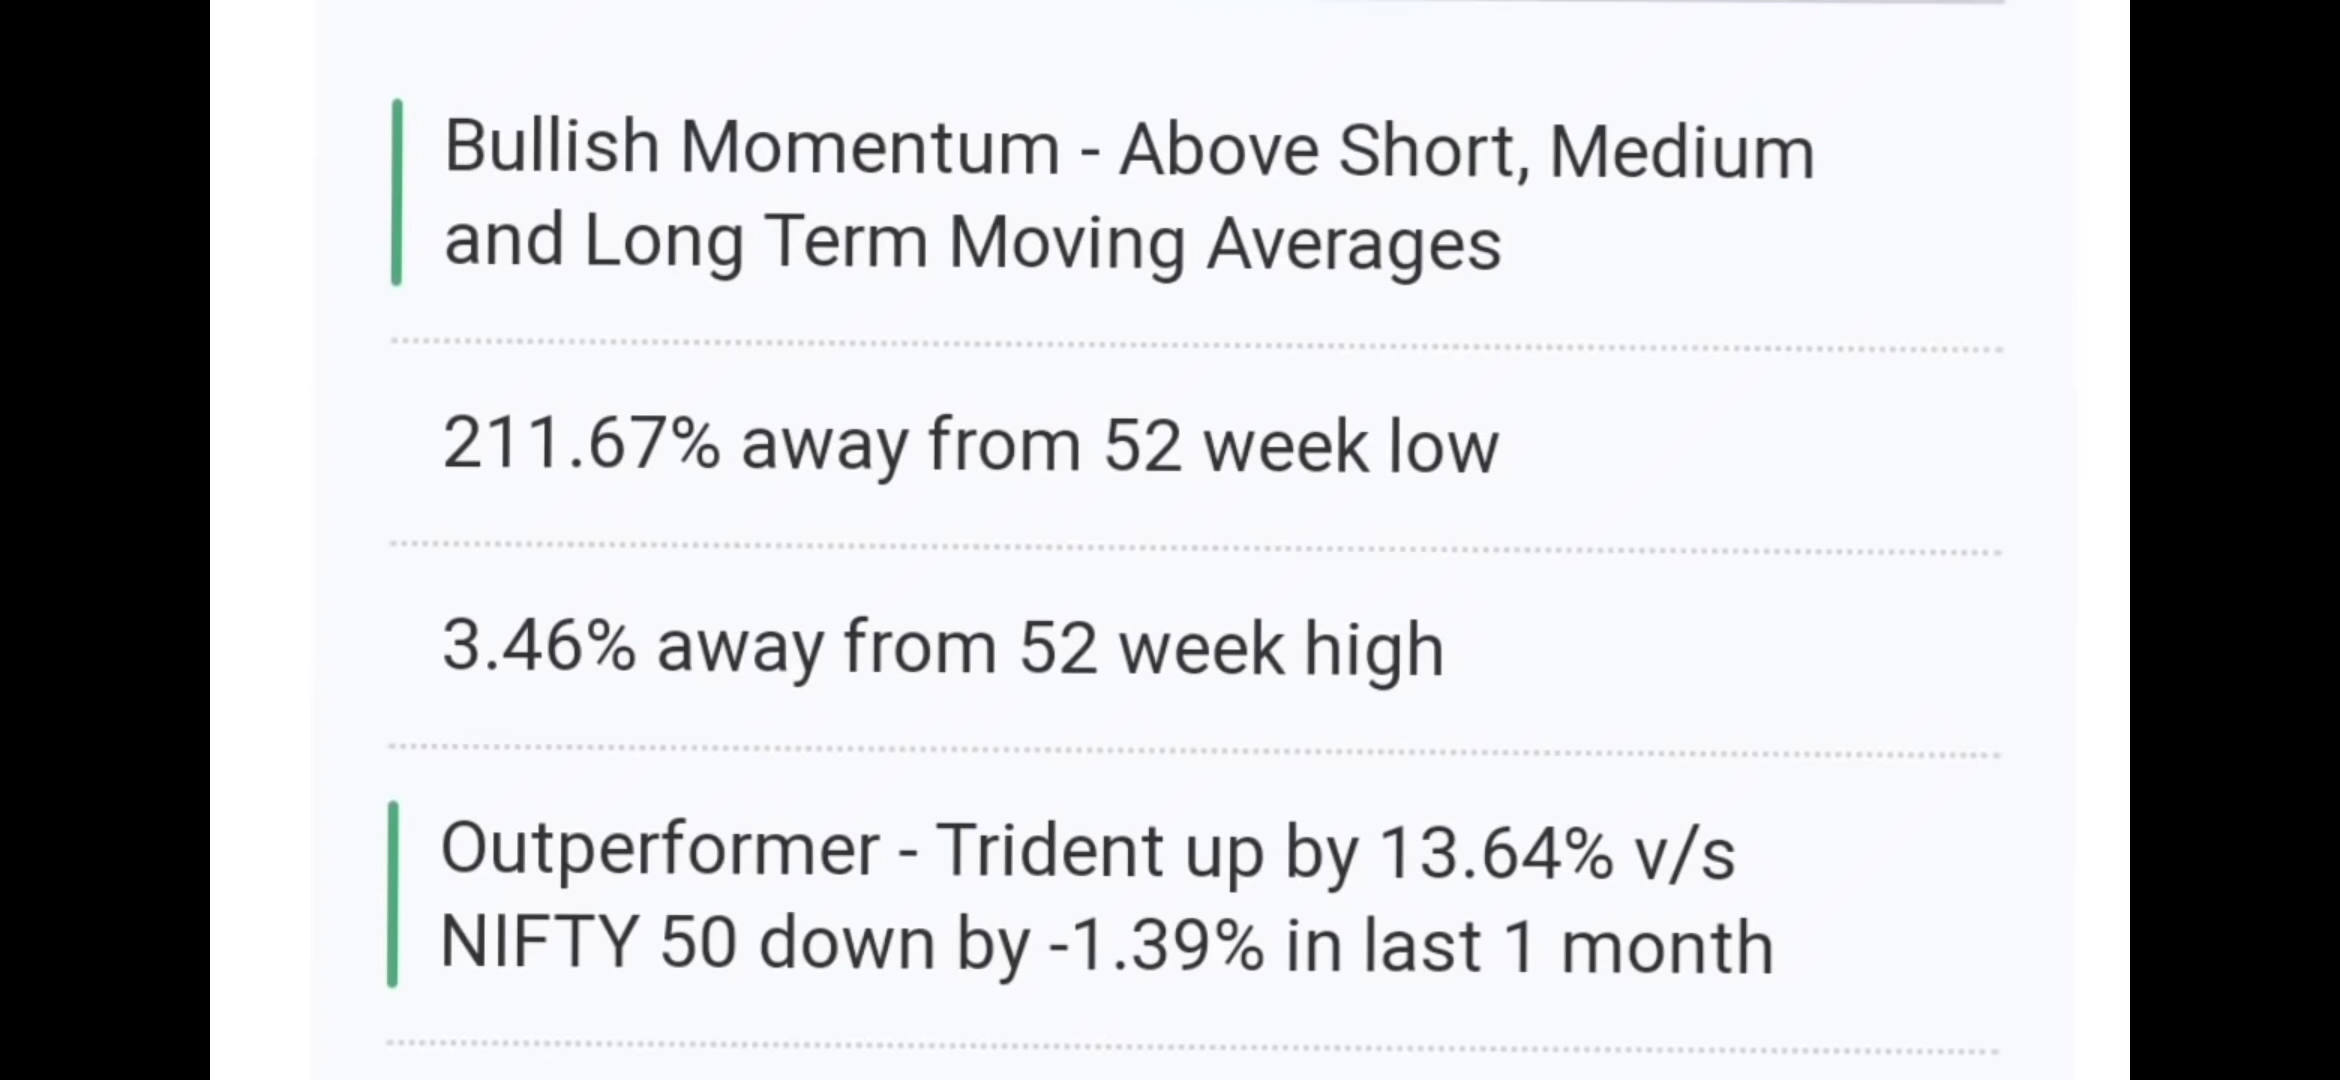 Bullish Momentum - Above Short, Medium
and Long Term Moving Averages
211.67% away from 52 week low
3.46% away from 52 week high
Outperformer - Trident up by 13.64% v/s
NIFTY 50 down by -1.39% in last 1 month